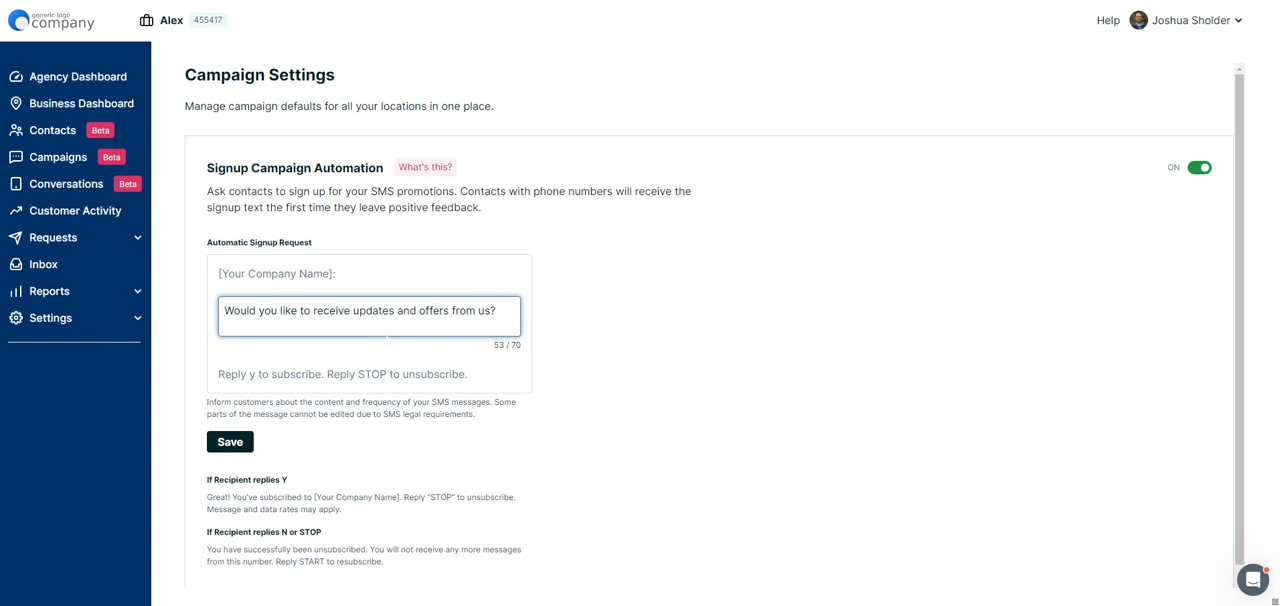 generic logo
company
Alex 455417
Help Joshua Sholder
Agency Dashboard
Business Dashboard
Contacts Beta
Campaigns Beta
Conversations Beta
Customer Activity
Requests
Inbox
Reports
Settings
Campaign Settings
Manage campaign defaults for all your locations in one place.
Signup Campaign Automation What's this?
ON
Ask contacts to sign up for your SMS promotions. Contacts with phone numbers will receive the
signup text the first time they leave positive feedback.
Automatic Signup Request
[Your Company Name]:
Would you like to receive updates and offers from us?
53 / 70
Reply y to subscribe. Reply STOP to unsubscribe.
Inform customers about the content and frequency of your SMS messages. Some
parts of the message cannot be edited due to SMS legal requirements.
Save
If Recipient replies Y
Great! You've subscribed to [Your Company Name]. Reply "STOP" to unsubscribe.
Message and data rates may apply.
If Recipient replies N or STOP
You have successfully been unsubscribed. You will not receive any more messages
from this number. Reply START to resubscribe.